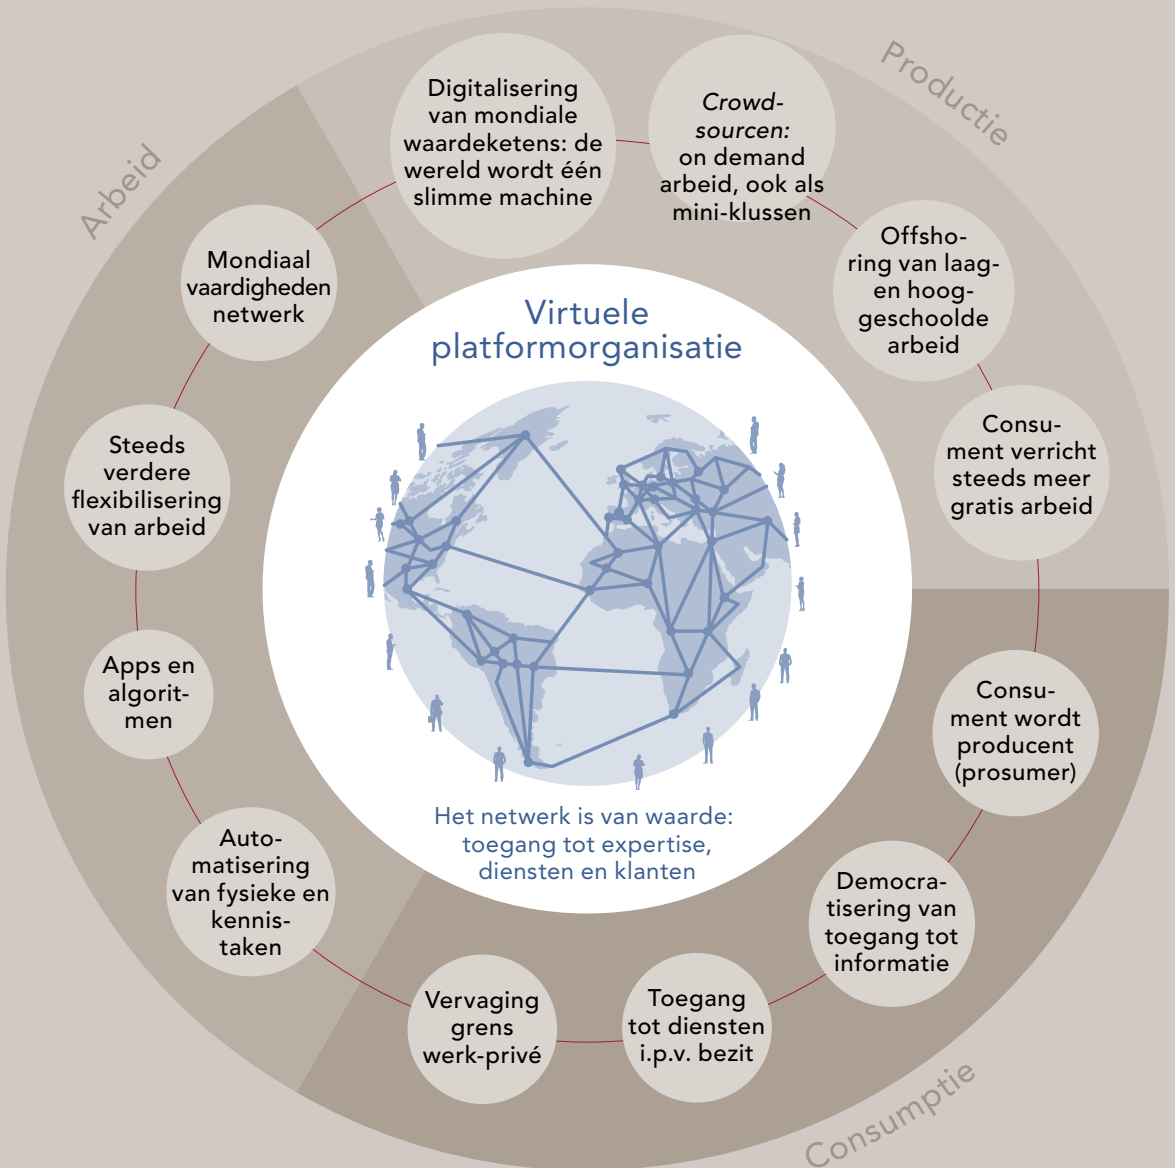 Arbeid
Productie
Consumptie
Digitalisering
van mondiale
waardeketens: de
wereld wordt één
slimme machine
Crowd-
sourcen:
on demand
arbeid, ook als
mini-klussen
Offsho-
ring van laag-
en hoog-
geschoolde
arbeid
Consu-
ment verricht
steeds meer
gratis arbeid
Consu-
ment wordt
producent
(prosumer)
Democra-
tisering van
toegang tot
informatie
Toegang
tot diensten
i.p.v. bezit
Vervaging
grens
werk-privé
Auto-
matisering
van fysieke en
kennis-
taken
Apps en
algorit-
men
Steeds
verdere
flexibilisering
van arbeid
Mondiaal
vaardigheden
netwerk
Virtuele
platformorganisatie
Het netwerk is van waarde:
toegang tot expertise,
diensten en klanten